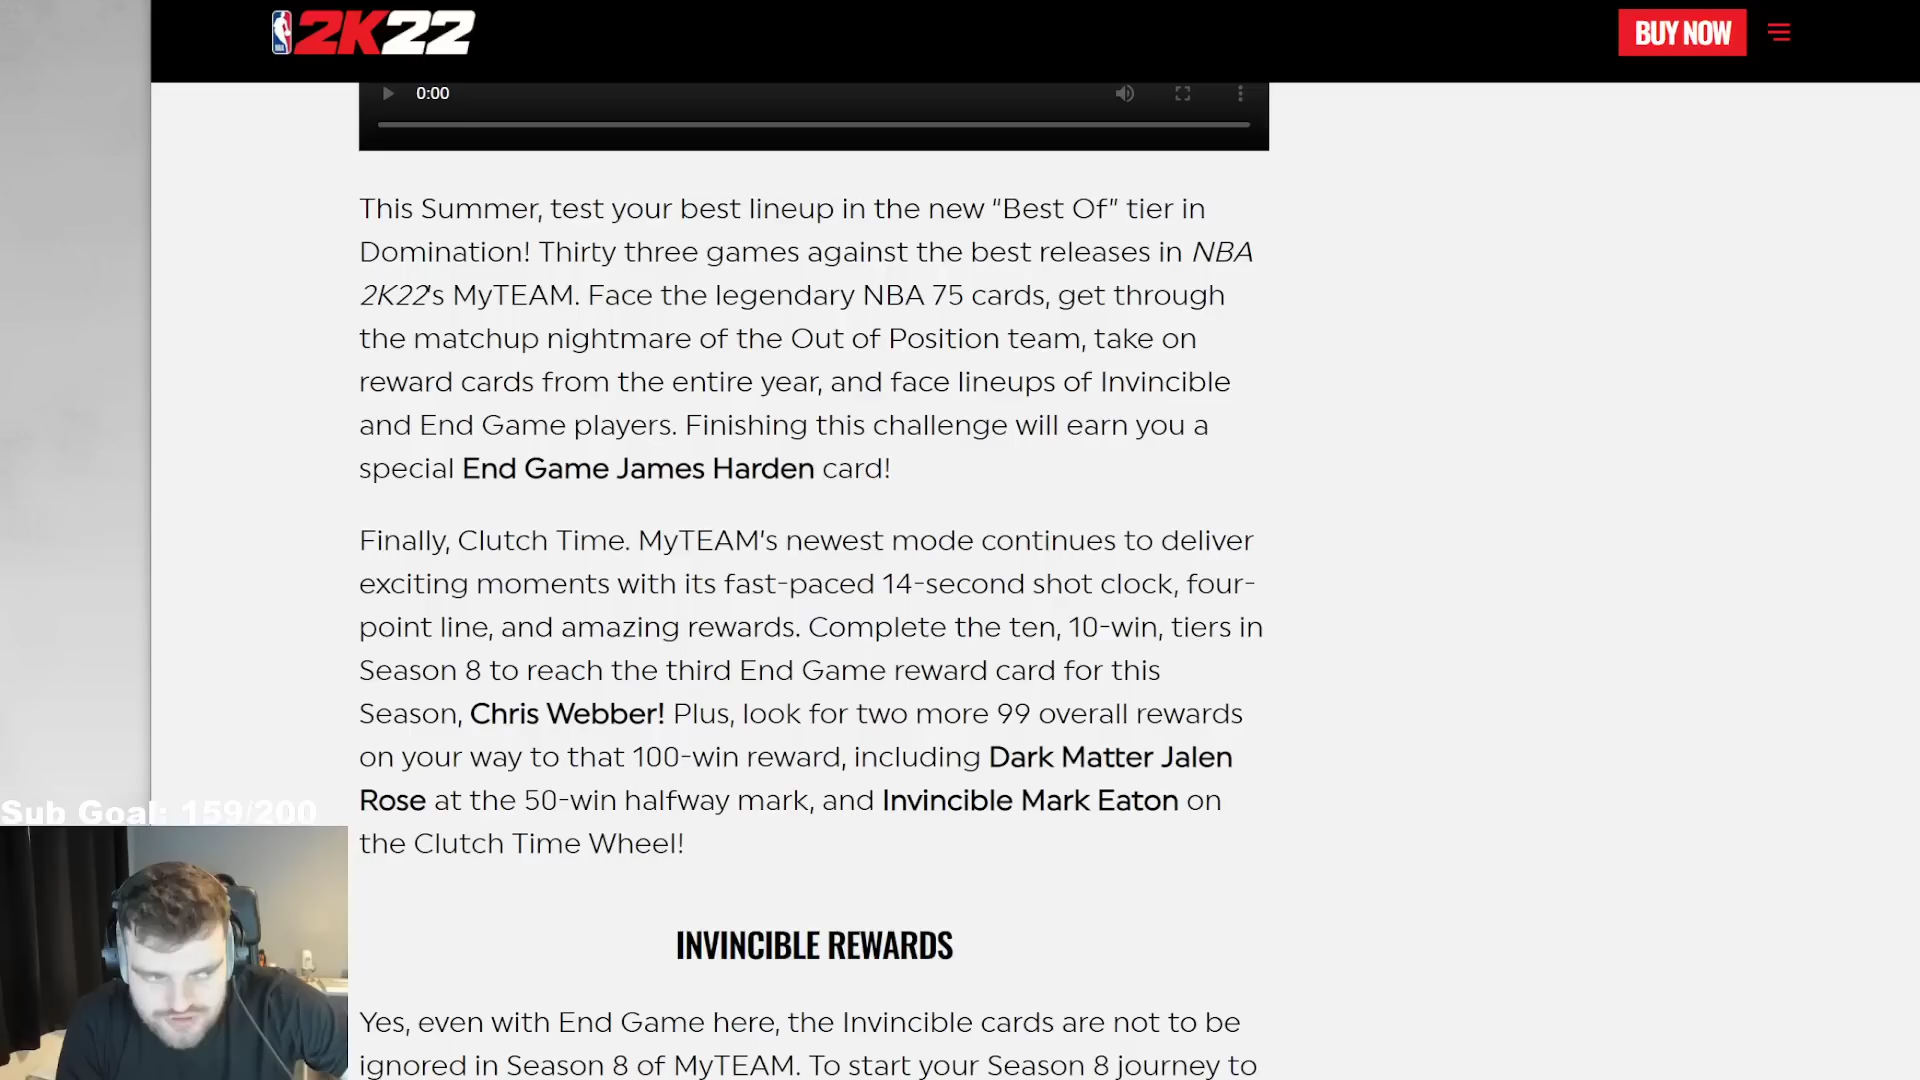 NBA 2K22
BUY NOW
0:00
This Summer, test your best lineup in the new “Best Of” tier in
Domination! Thirty three games against the best releases in NBA
2K22's MyTEAM. Face the legendary NBA 75 cards, get through
the matchup nightmare of the Out of Position team, take on
reward cards from the entire year, and face lineups of Invincible
and End Game players. Finishing this challenge will earn you a
special End Game James Harden card!
Finally, Clutch Time. MyTEAM's newest mode continues to deliver
exciting moments with its fast-paced 14-second shot clock, four-
point line, and amazing rewards. Complete the ten, 10-win, tiers in
Season 8 to reach the third End Game reward card for this
Season, Chris Webber! Plus, look for two more 99 overall rewards
on your way to that 100-win reward, including Dark Matter Jalen
Rose at the 50-win halfway mark, and Invincible Mark Eaton on
the Clutch Time Wheel!
Sub Goal: 159/200
INVINCIBLE REWARDS
Yes, even with End Game here, the Invincible cards are not to be
ignored in Season 8 of MyTEAM. To start your Season 8 journey to